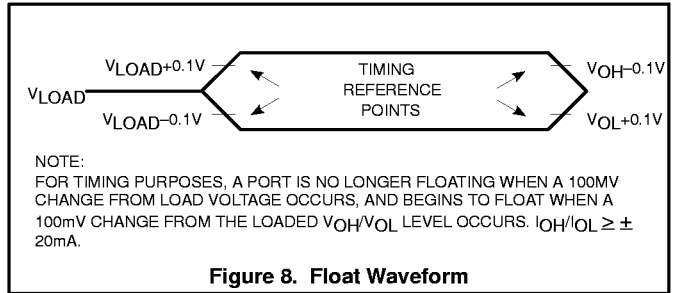 VLOAD+0.1V TIMING VOH–0.1V
VLOAD REFERENCE
VLOAD–0.1V POINTS VOL+0.1V
NOTE:
FOR TIMING PURPOSES, A PORT IS NO LONGER FLOATING WHEN A 100MV
CHANGE FROM LOAD VOLTAGE OCCURS, AND BEGINS TO FLOAT WHEN A
100mV CHANGE FROM THE LOADED VOH/VOL LEVEL OCCURS. IOH/IOL ≥ ±
20mA.
Figure 8. Float Waveform